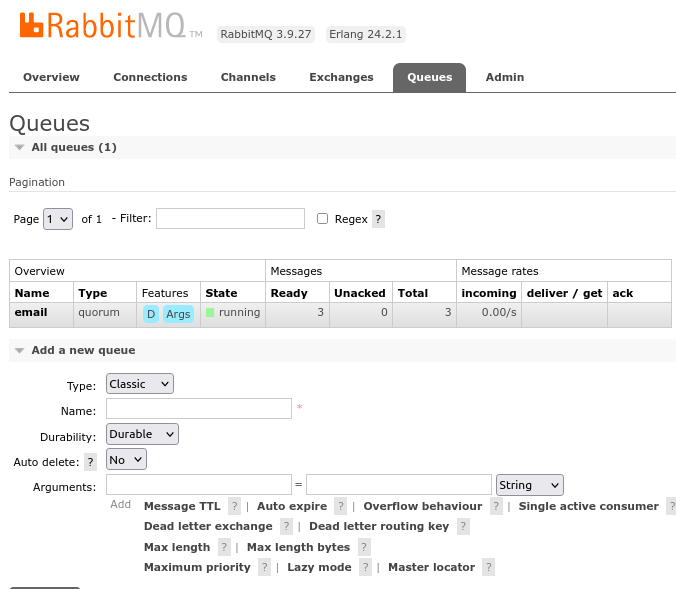 RabbitMQ TM RabbitMQ 3.9.27 Erlang 24.2.1
Overview Connections Channels Exchanges Queues Admin
Queues
All queues (1)
Pagination
Page 1 of 1 - Filter: Regex ?
Overview Messages Message rates
Name Type Features State Ready Unacked Total incoming deliver / get ack
email quorum D Args running 3 0 3 0.00/s
Add a new queue
Type: Classic
Name: *
Durability: Durable
Auto delete: ? No
Arguments: = String
Add Message TTL ? | Auto expire ? | Overflow behaviour ? | Single active consumer ?
Dead letter exchange ? | Dead letter routing key ?
Max length ? | Max length bytes ?
Maximum priority ? | Lazy mode ? | Master locator ?